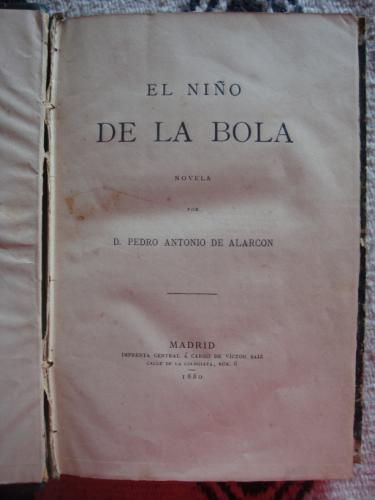 EL NIÑO
DE LA BOLA
NOVELA
POR
D. PEDRO ANTONIO DE ALARCON
MADRID
IMPRENTA CENTRAL Á CARGO DE VÍCTOR SAIZ
CALLE DE LA COLEGIATA, NÚM. 6
1880